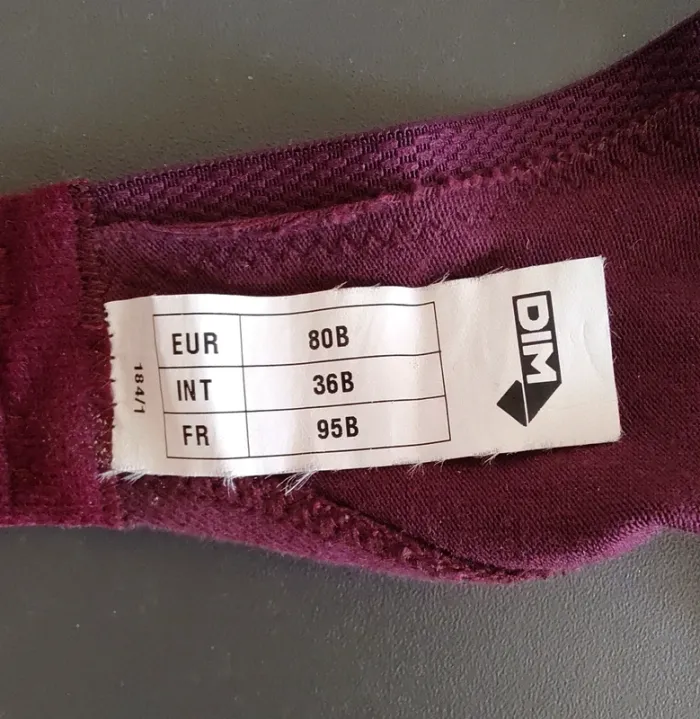 184/1
EUR 80B
INT 36B
FR 95B
DIM